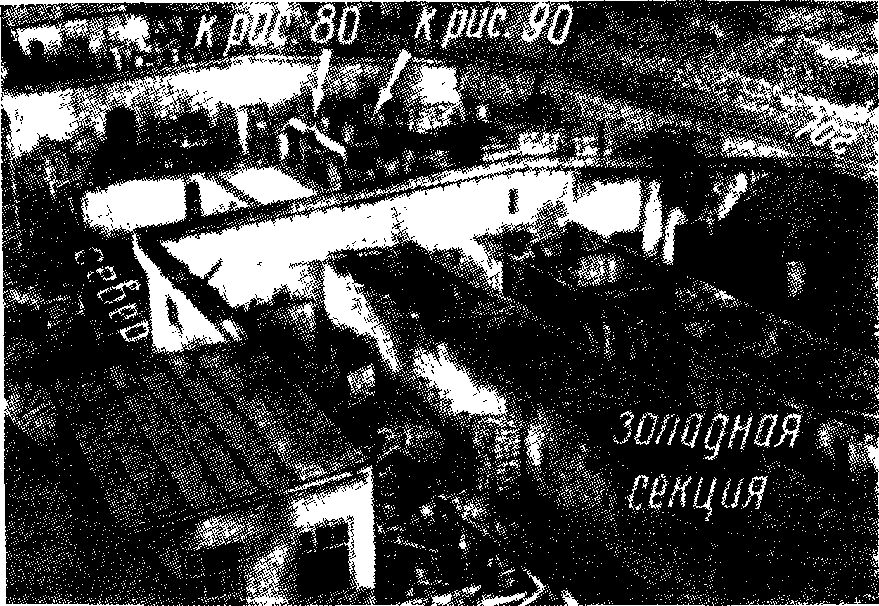 к рис. 80
к рис. 90
юг
север
западная
секция